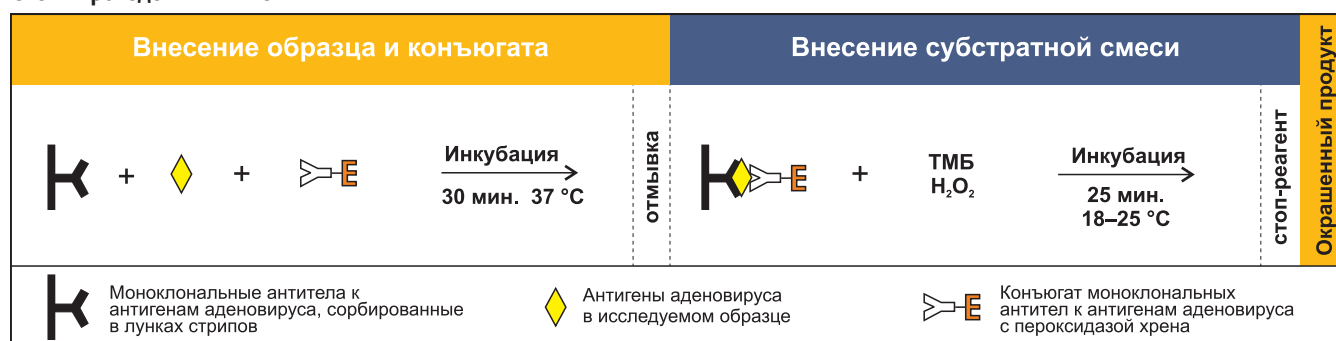 Внесение образца и конъюгата
Внесение субстратной смеси
Окрашенный продукт
+
+
E
Инкубация
30 мин. 37 °C
отмывка
E
+
ТМБ
H₂O₂
Инкубация
25 мин.
18–25 °C
стоп-реагент
Моноклональные антитела к
антигенам аденовируса, сорбированные
в лунках стрипов
Антигены аденовируса
в исследуемом образце
E
Конъюгат моноклональных
антител к антигенам аденовируса
с пероксидазой хрена